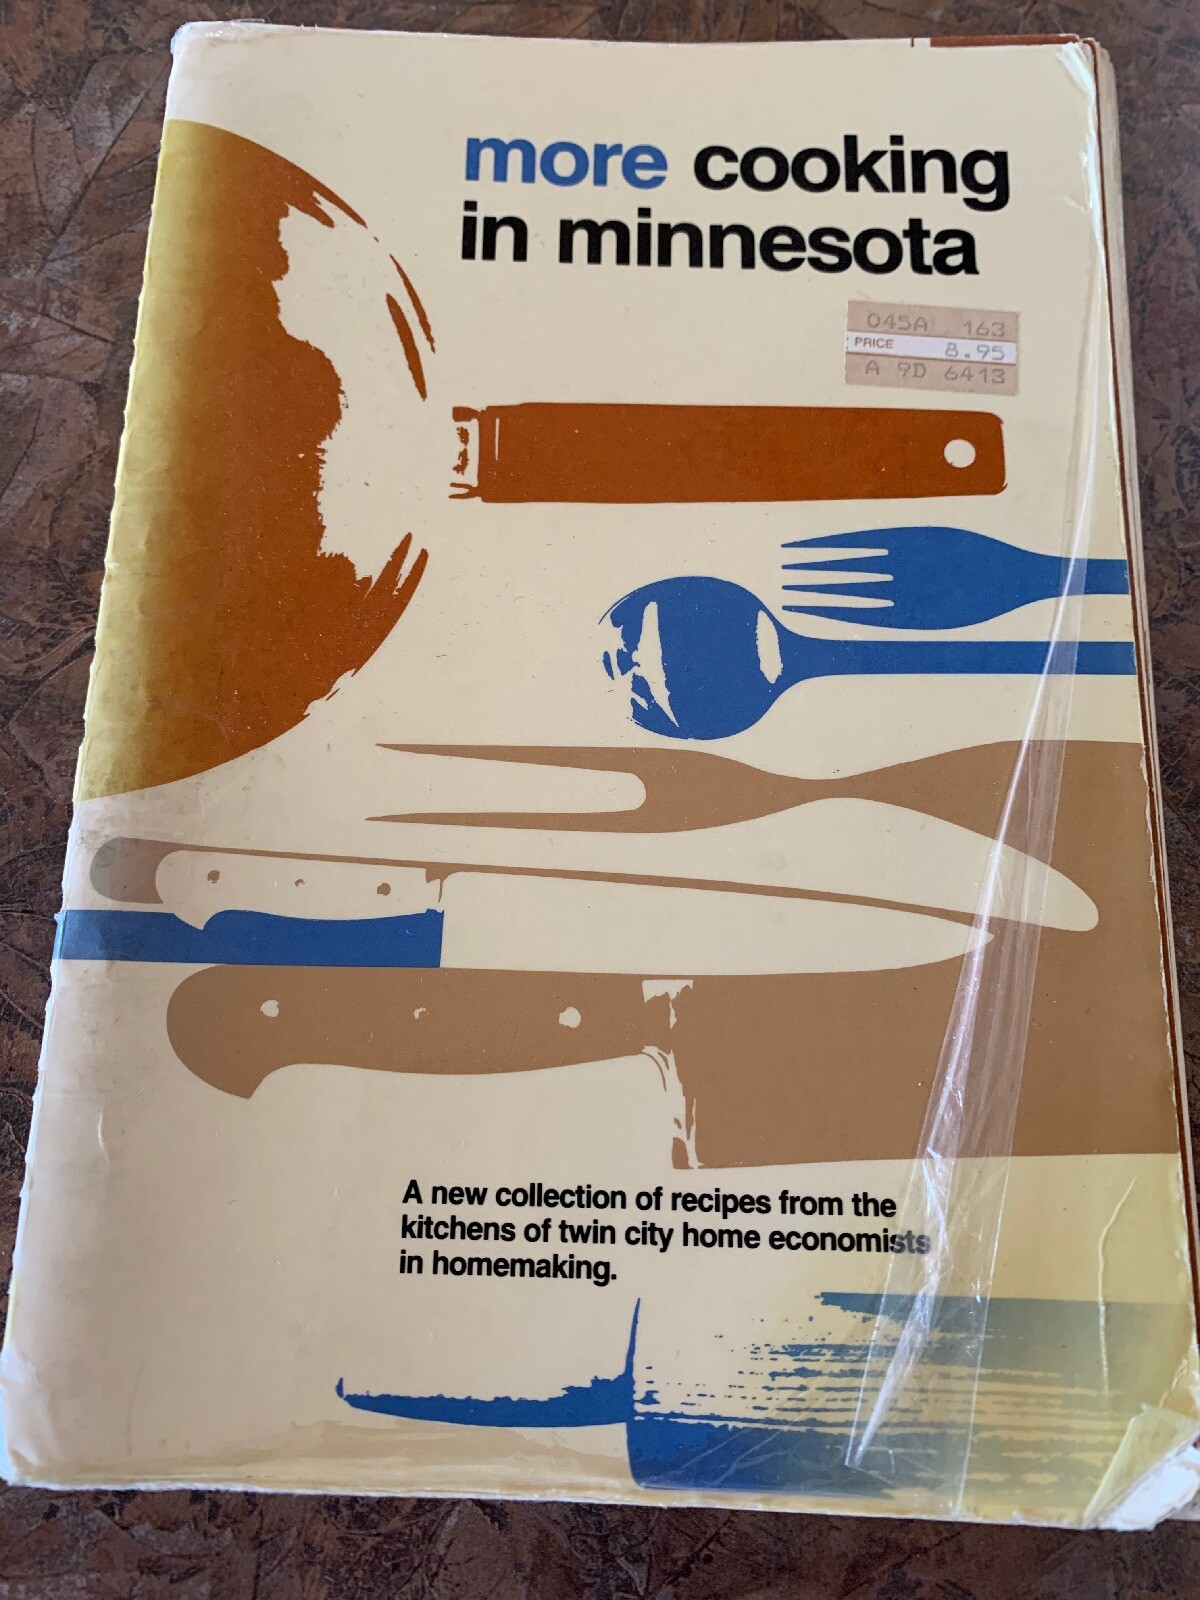 more cooking
in minnesota
045A 163
PRICE 8.95
A 9D 6413
A new collection of recipes from the
kitchens of twin city home economists
in homemaking.